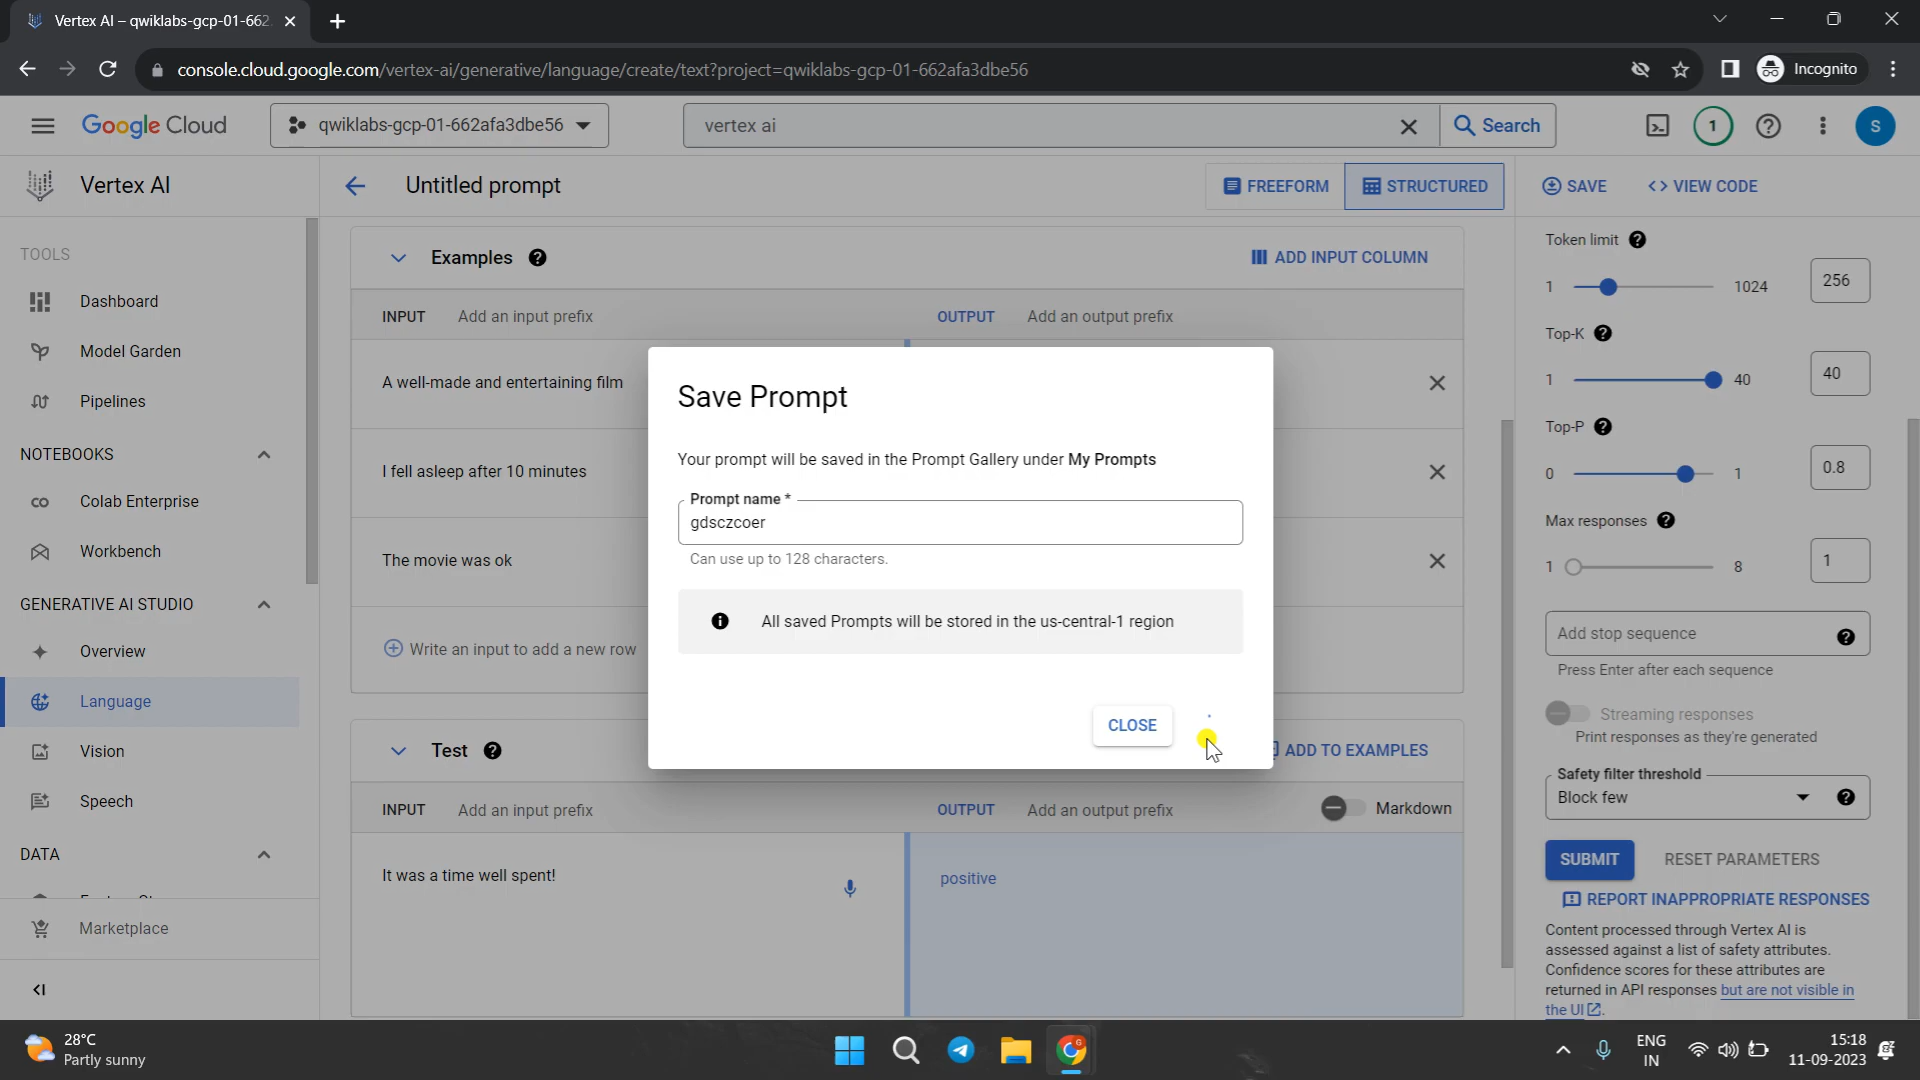 Vertex AI – qwiklabs-gcp-01-662
console.cloud.google.com/vertex-ai/generative/language/create/text?project=qwiklabs-gcp-01-662afa3dbe56
Incognito
Google Cloud
qwiklabs-gcp-01-662afa3dbe56
vertex ai
Search
1
S
Vertex AI
Untitled prompt
FREEFORM
STRUCTURED
SAVE
<> VIEW CODE
TOOLS
Dashboard
Model Garden
Pipelines
NOTEBOOKS
Colab Enterprise
Workbench
GENERATIVE AI STUDIO
Overview
Language
Vision
Speech
DATA
Marketplace
Examples
ADD INPUT COLUMN
INPUT Add an input prefix
OUTPUT Add an output prefix
A well-made and entertaining film
I fell asleep after 10 minutes
The movie was ok
Write an input to add a new row
Save Prompt
Your prompt will be saved in the Prompt Gallery under My Prompts
Prompt name *
gdsczcoer
Can use up to 128 characters.
All saved Prompts will be stored in the us-central-1 region
CLOSE
Test
ADD TO EXAMPLES
INPUT Add an input prefix
OUTPUT Add an output prefix
Markdown
It was a time well spent!
positive
Token limit
1 1024 256
Top-K
1 40 40
Top-P
0 1 0.8
Max responses
1 8 1
Add stop sequence
Press Enter after each sequence
Streaming responses
Print responses as they're generated
Safety filter threshold
Block few
SUBMIT
RESET PARAMETERS
REPORT INAPPROPRIATE RESPONSES
Content processed through Vertex AI is
assessed against a list of safety attributes.
Confidence scores for these attributes are
returned in API responses but are not visible in
the UI.
28°C
Partly sunny
ENG
IN
15:18
11-09-2023